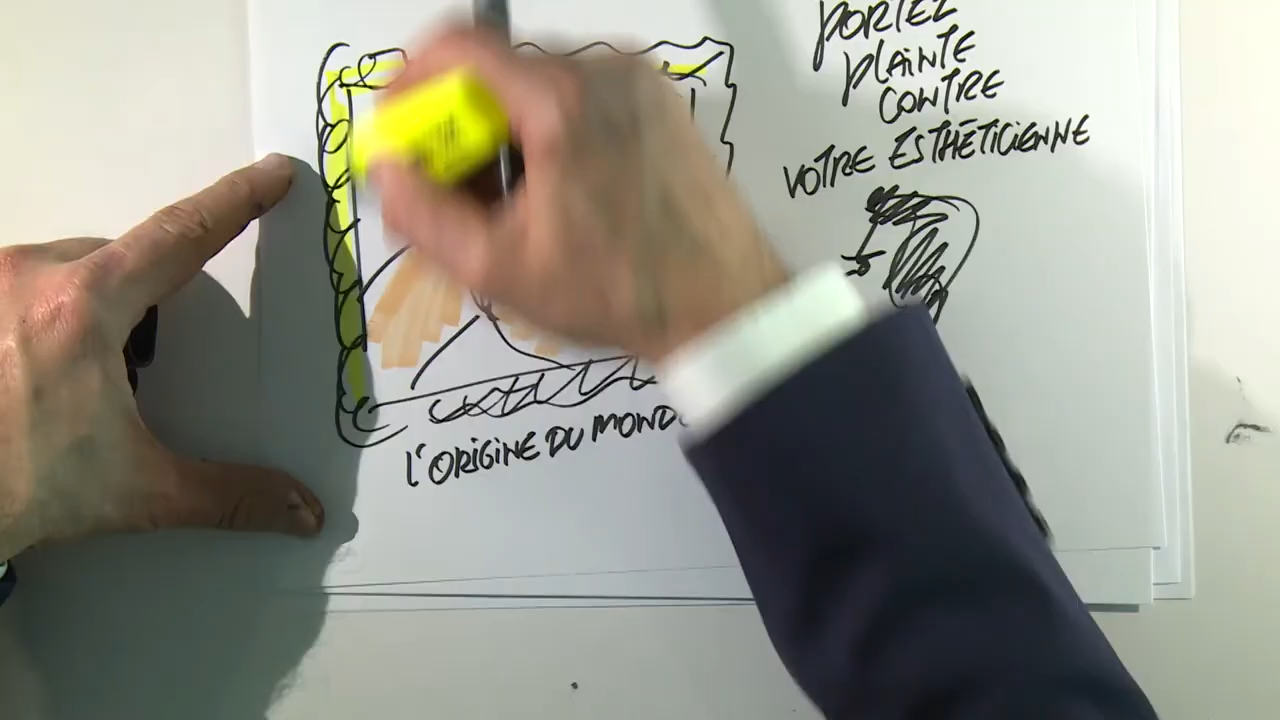 PORTEZ
PLAINTE
CONTRE
VOTRE ESTHÉTICIENNE
L'ORIGINE DU MONDE